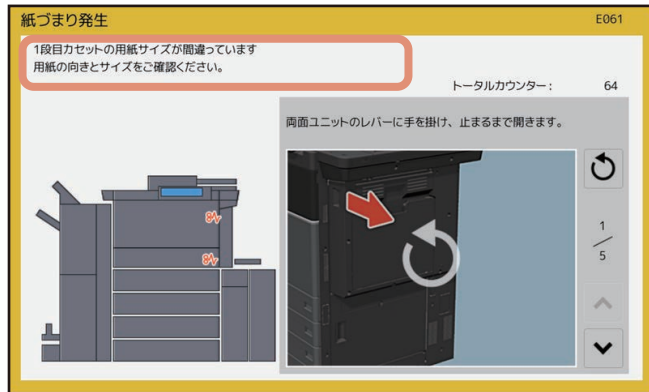 紙づまり発生
E061
1段目カセットの用紙サイズが間違っています
用紙の向きとサイズをご確認ください。
トータルカウンター: 64
両面ユニットのレバーに手を掛け、止まるまで開きます。
1
5